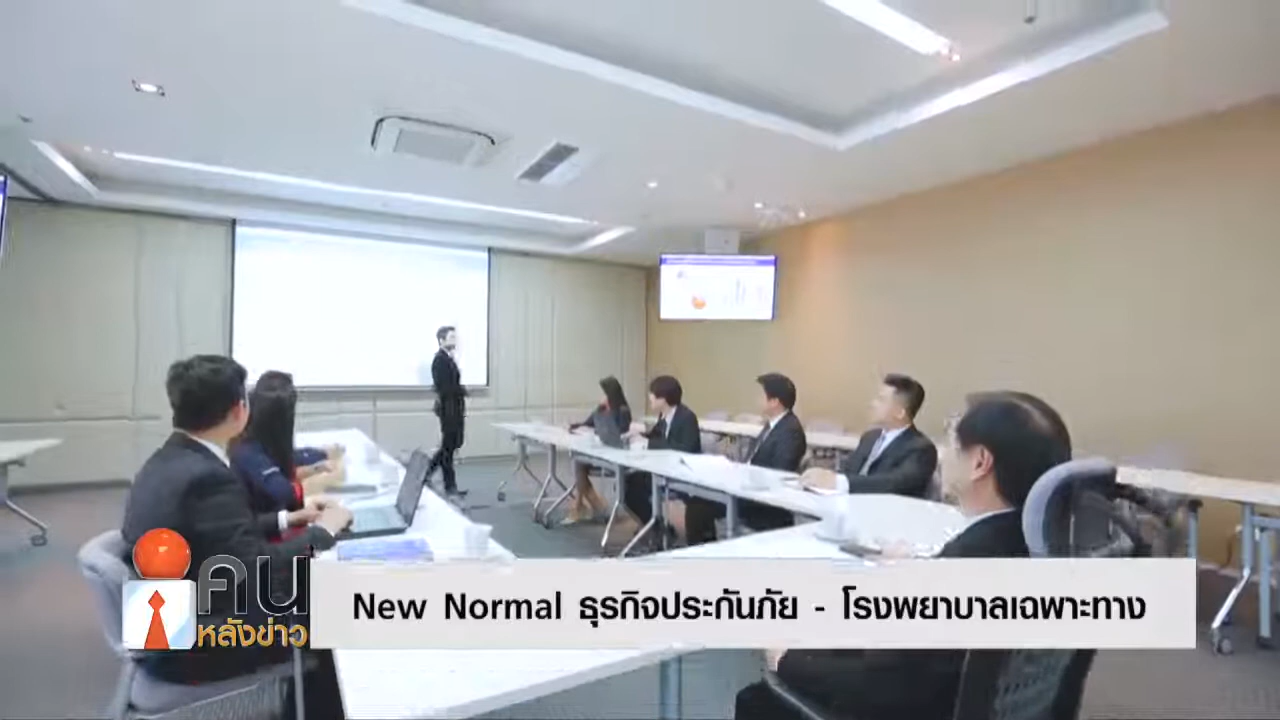 คน
หลังข่าว
New Normal ธุรกิจประกันภัย - โรงพยาบาลเฉพาะทาง